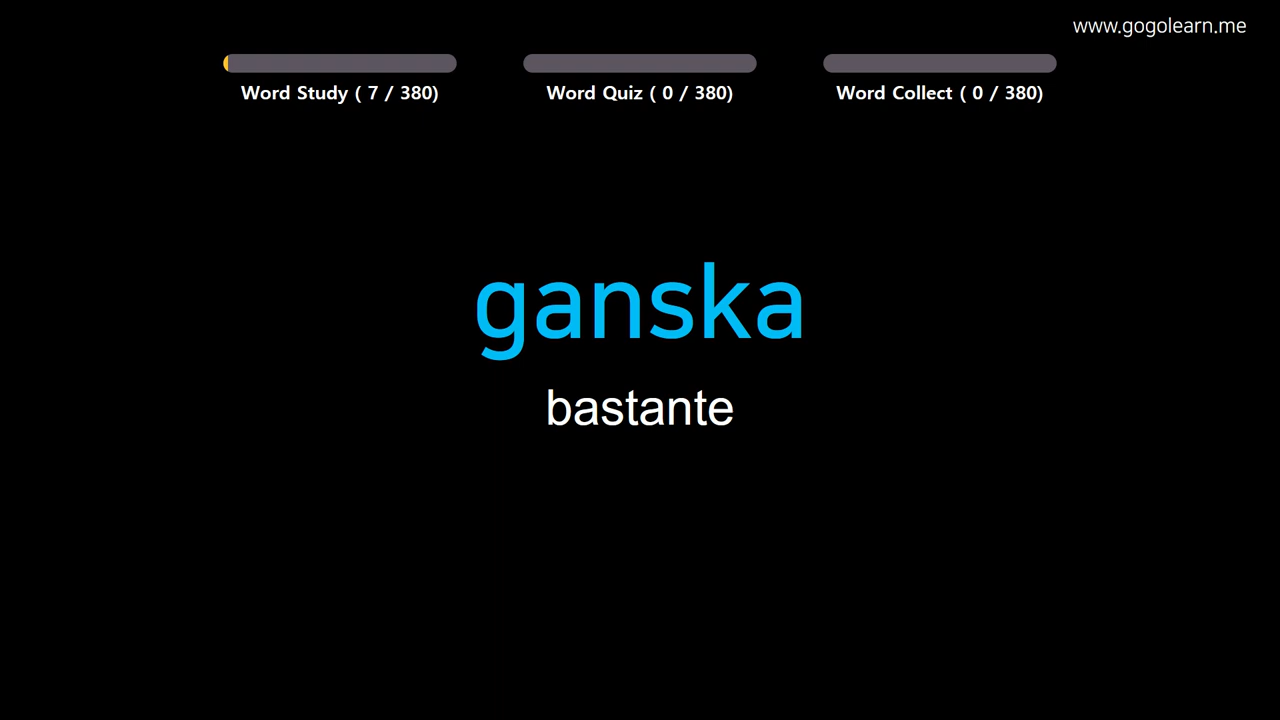 www.gogolearn.me
Word Study ( 7 / 380)
Word Quiz ( 0 / 380)
Word Collect ( 0 / 380)
ganska
bastante